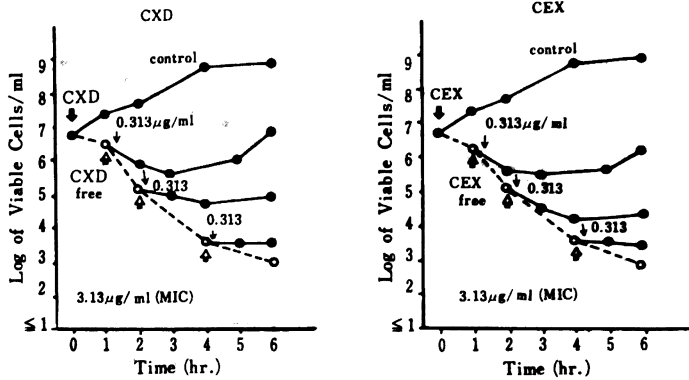 CXD
Log of Viable Cells/ml
9
8
7
6
5
4
3
2
≦ 1
control
CXD
0.313μg/ml
CXD
free
0.313
0.313
3.13μg/ml (MIC)
0 1 2 3 4 5 6
Time (hr.)
CEX
Log of Viable Cells/ml
9
8
7
6
5
4
3
2
≦ 1
control
CEX
0.313μg/ml
CEX
free
0.313
0.313
3.13μg/ml (MIC)
0 1 2 3 4 5 6
Time (hr.)